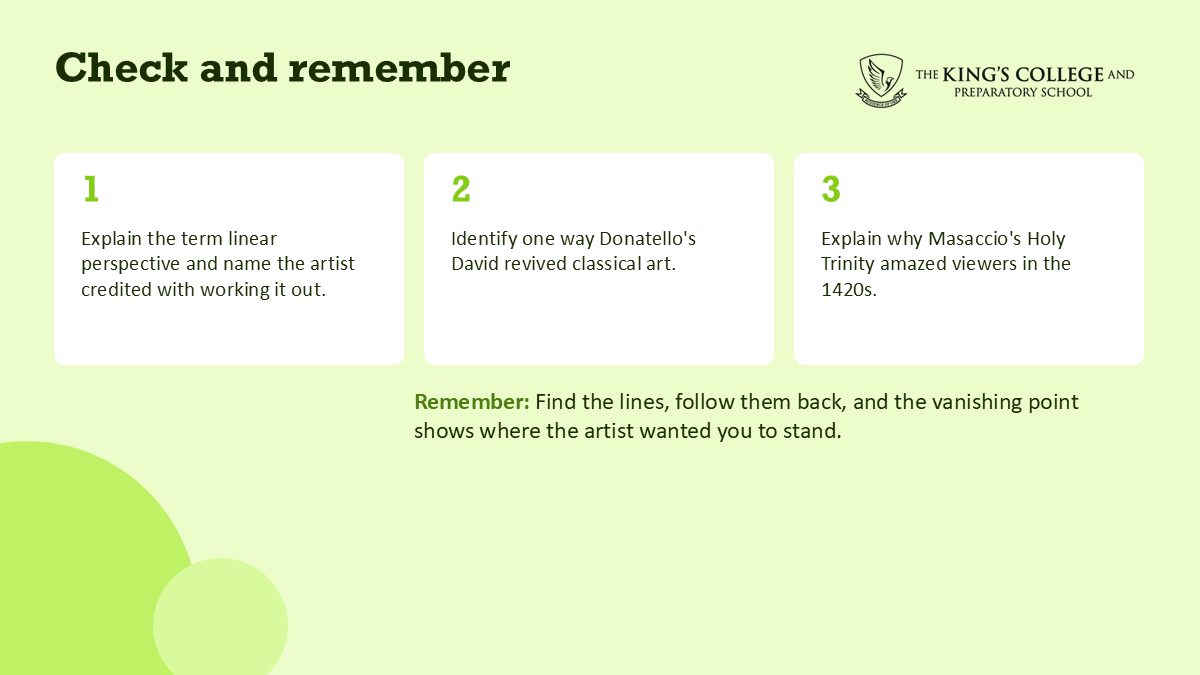 Check and remember
THE KING'S COLLEGE AND
PREPARATORY SCHOOL
1
Explain the term linear
perspective and name the artist
credited with working it out.
2
Identify one way Donatello's
David revived classical art.
3
Explain why Masaccio's Holy
Trinity amazed viewers in the
1420s.
Remember: Find the lines, follow them back, and the vanishing point
shows where the artist wanted you to stand.